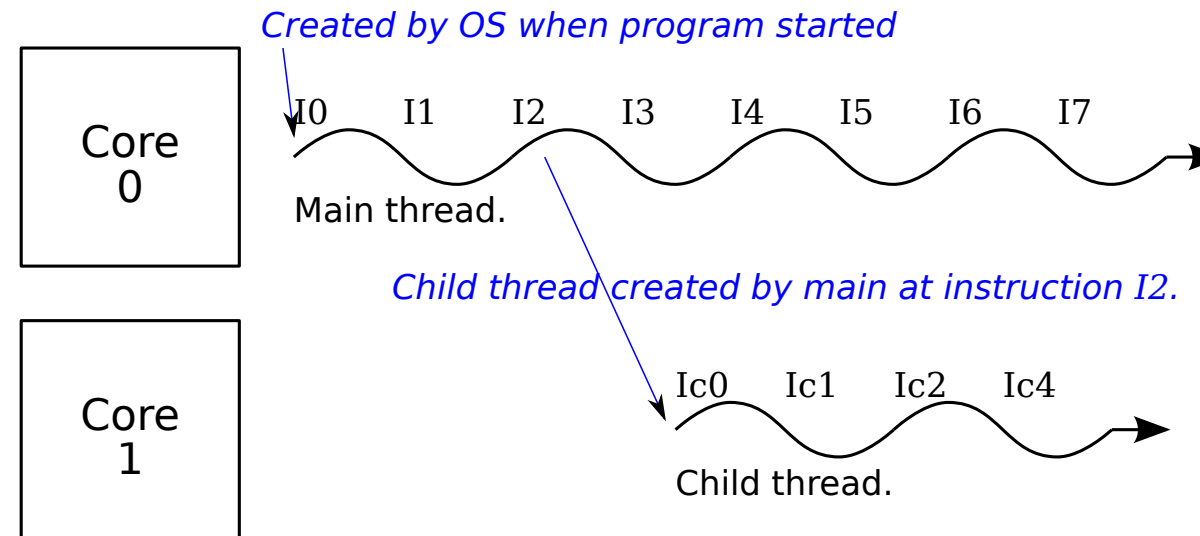 Created by OS when program started
Core
0
I0 I1 I2 I3 I4 I5 I6 I7
Main thread.
Child thread created by main at instruction I2.
Core
1
Ic0 Ic1 Ic2 Ic4
Child thread.